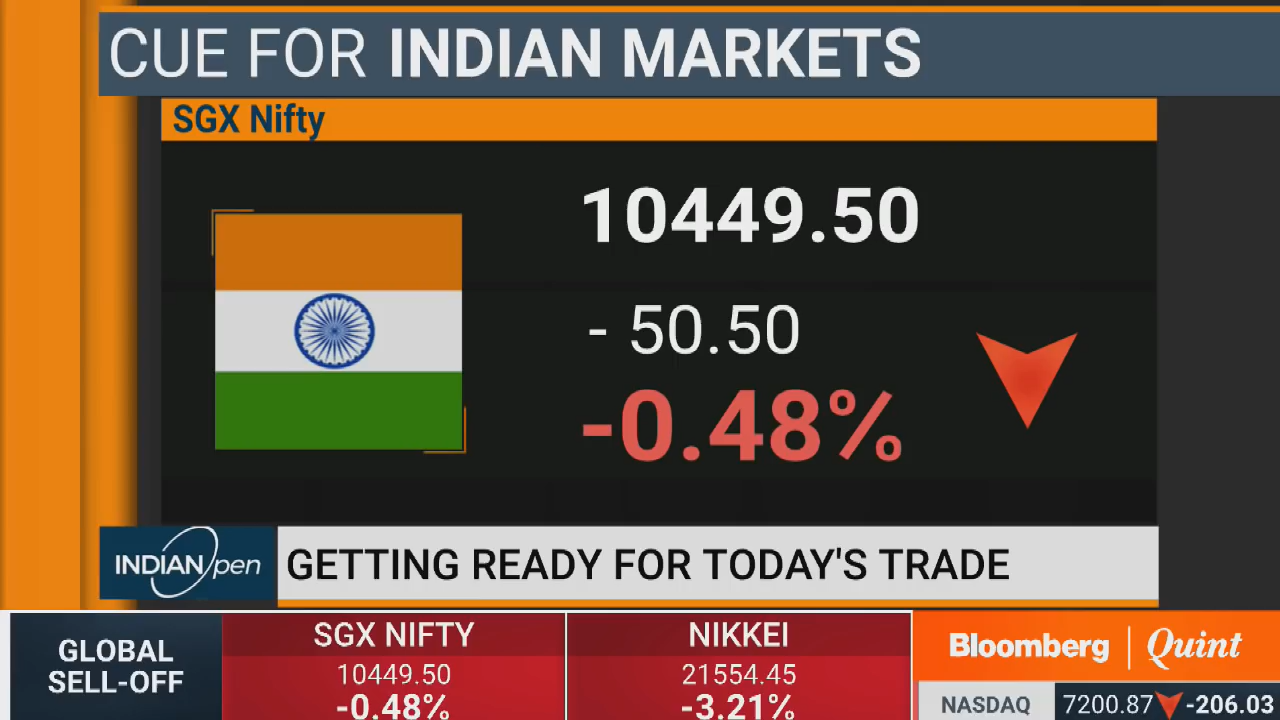 CUE FOR INDIAN MARKETS
SGX Nifty
10449.50
- 50.50
-0.48%
INDIAN Open
GETTING READY FOR TODAY'S TRADE
GLOBAL
SELL-OFF
SGX NIFTY
10449.50
-0.48%
NIKKEI
21554.45
-3.21%
Bloomberg | Quint
NASDAQ 7200.87 -206.03